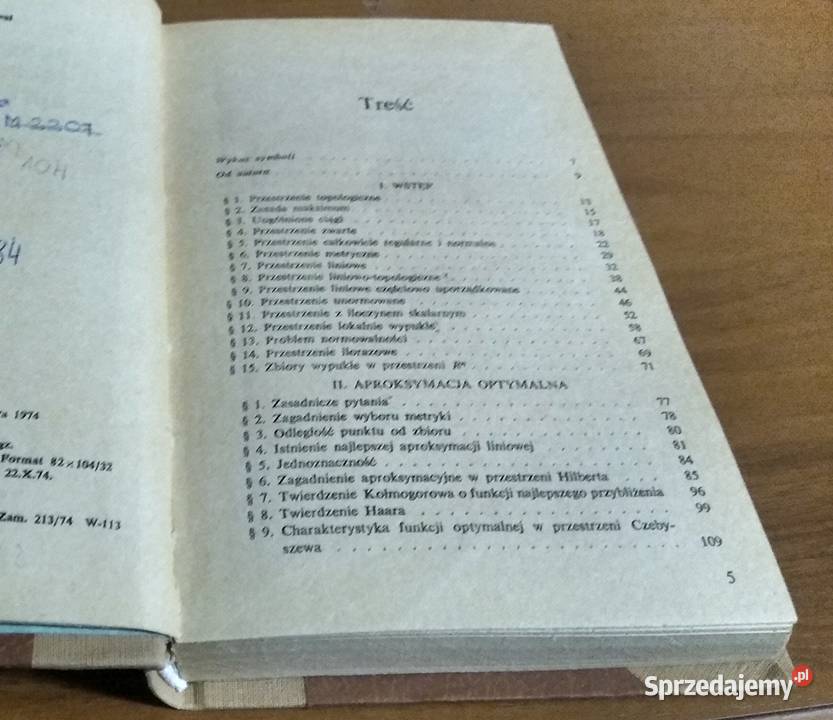 M 2207
84
1974
Format 82×104/32
22.X.74.
Zam. 213/74 W-113
Treść
Wykaz symboli 7
Od autora 9
I. WSTĘP
§ 1. Przestrzenie topologiczne 13
§ 2. Zasada maksimum 15
§ 3. Uogólnione ciągi 17
§ 4. Przestrzenie zwarte 18
§ 5. Przestrzenie całkowicie regularne i normalne 22
§ 6. Przestrzenie metryczne 29
§ 7. Przestrzenie liniowe 32
§ 8. Przestrzenie liniowo-topologiczne 38
§ 9. Przestrzenie liniowe częściowo uporządkowane 44
§ 10. Przestrzenie unormowane 46
§ 11. Przestrzenie z iloczynem skalarnym 52
§ 12. Przestrzenie lokalnie wypukłe 58
§ 13. Problem normowalności 67
§ 14. Przestrzenie ilorazowe 69
§ 15. Zbiory wypukłe w przestrzeni Rⁿ 71
II. APROKSYMACJA OPTYMALNA
§ 1. Zasadnicze pytania 77
§ 2. Zagadnienie wyboru metryki 78
§ 3. Odległość punktu od zbioru 80
§ 4. Istnienie najlepszej aproksymacji liniowej 81
§ 5. Jednoznaczność 84
§ 6. Zagadnienie aproksymacyjne w przestrzeni Hilberta 85
§ 7. Twierdzenie Kołmogorowa o funkcji najlepszego przybliżenia 96
§ 8. Twierdzenie Haara 99
§ 9. Charakterystyka funkcji optymalnej w przestrzeni Czeby-
szewa 109
5
Sprzedajemy.pl